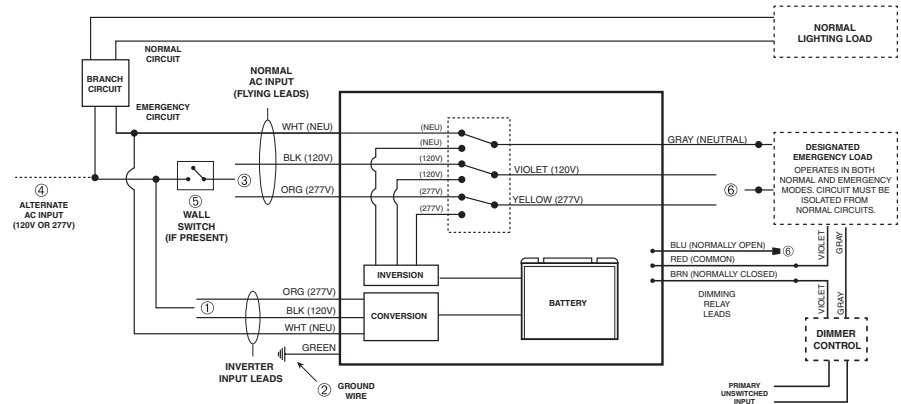 NORMAL
LIGHTING LOAD
NORMAL
CIRCUIT
BRANCH
CIRCUIT
EMERGENCY
CIRCUIT
NORMAL
AC INPUT
(FLYING LEADS)
WHT (NEU)
BLK (120V)
ORG (277V)
(NEU)
(NEU)
(120V)
(120V)
(277V)
(277V)
GRAY (NEUTRAL)
VIOLET (120V)
YELLOW (277V)
DESIGNATED
EMERGENCY LOAD
OPERATES IN BOTH
NORMAL AND EMERGENCY
MODES. CIRCUIT MUST BE
ISOLATED FROM
NORMAL CIRCUITS.
④
ALTERNATE
AC INPUT
(120V OR 277V)
⑤
WALL
SWITCH
(IF PRESENT)
③
⑥
BLU (NORMALLY OPEN)
⑥
RED (COMMON)
BRN (NORMALLY CLOSED)
DIMMING
RELAY
LEADS
VIOLET
GRAY
VIOLET
GRAY
INVERSION
CONVERSION
BATTERY
①
ORG (277V)
BLK (120V)
WHT (NEU)
GREEN
INVERTER
INPUT LEADS
②
GROUND
WIRE
DIMMER
CONTROL
PRIMARY
UNSWITCHED
INPUT